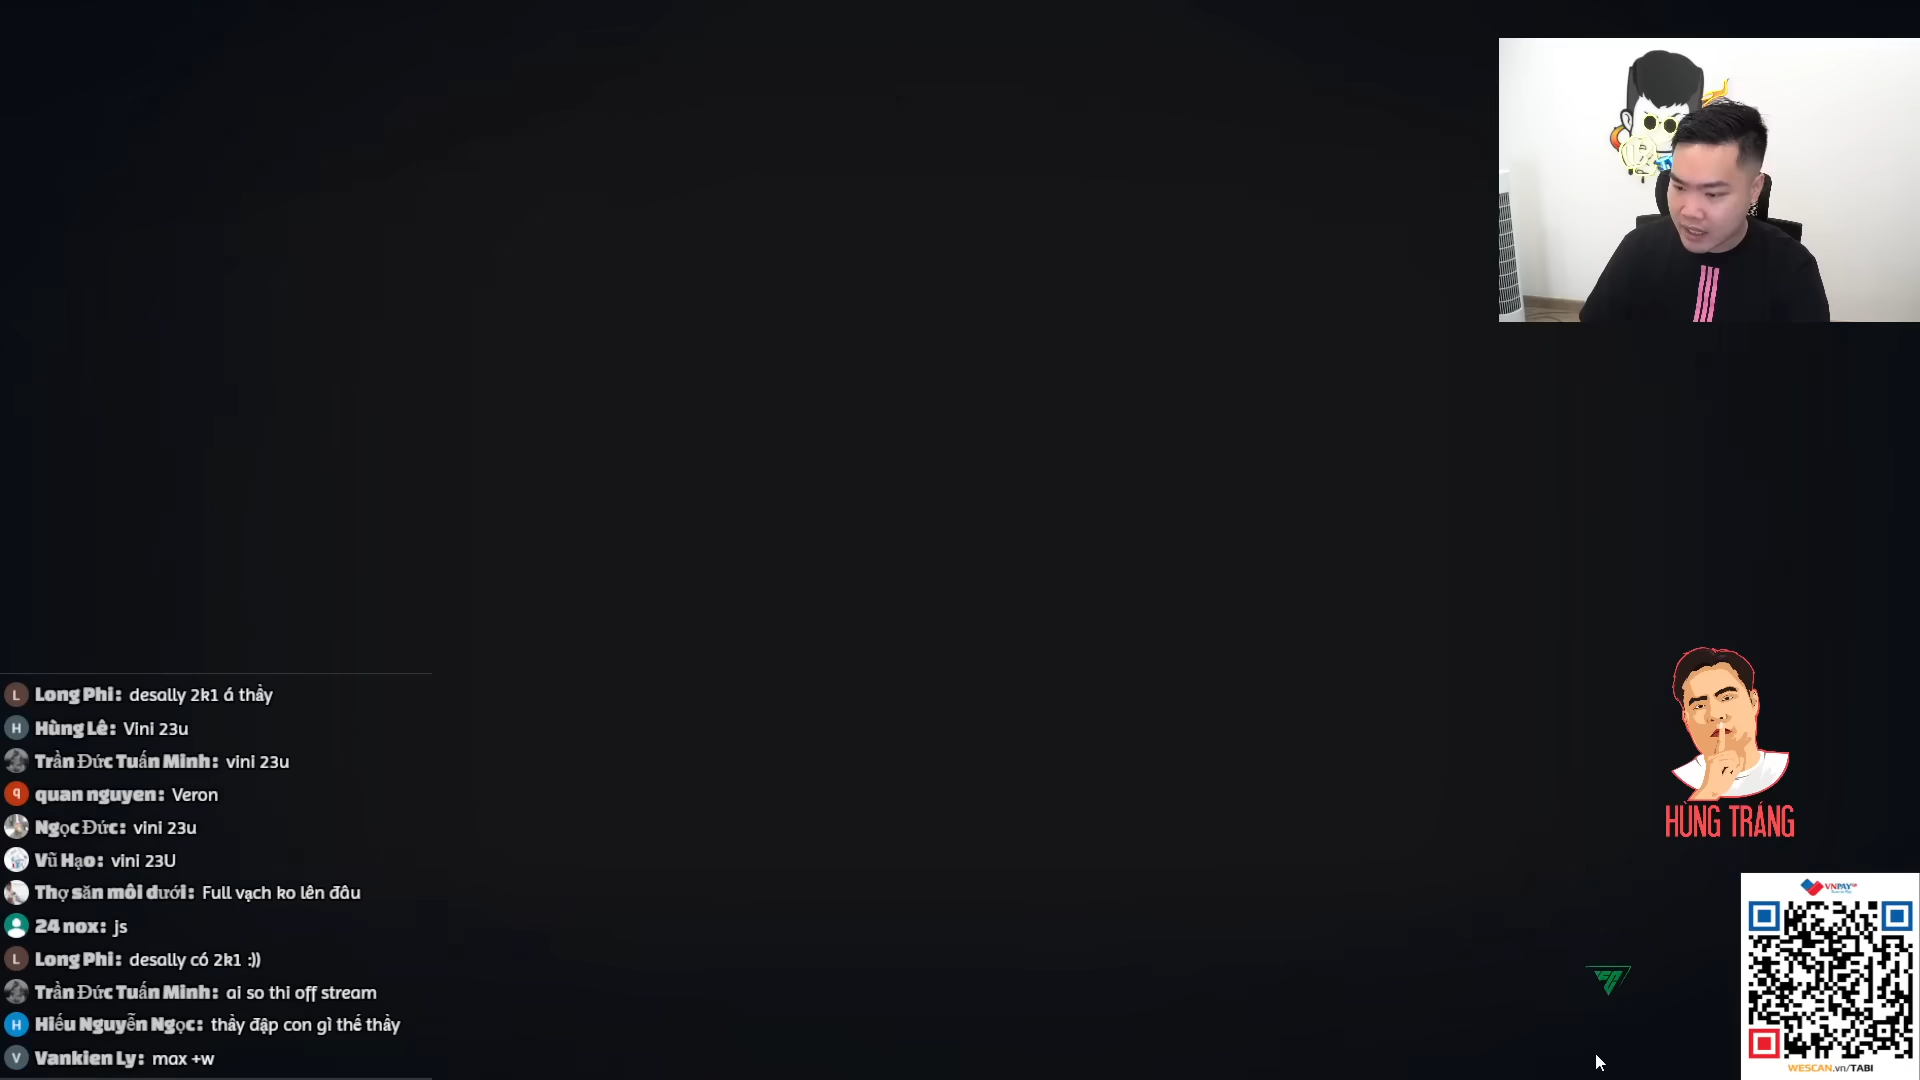 L Long Phi: desally 2k1 á thầy
H Hùng Lê: Vini 23u
Trần Đức Tuấn Minh: vini 23u
q quan nguyen: Veron
Ngọc Đức: vini 23u
Vũ Hạo: vini 23U
Thợ săn môi dưới: Full vạch ko lên đâu
24 nox: js
L Long Phi: desally có 2k1 :))
Trần Đức Tuấn Minh: ai so thi off stream
H Hiếu Nguyễn Ngọc: thầy đập con gì thế thầy
V Vankien Ly: max +w
HÙNG TRÁNG
VNPAY
WESCAN.vn/TABI